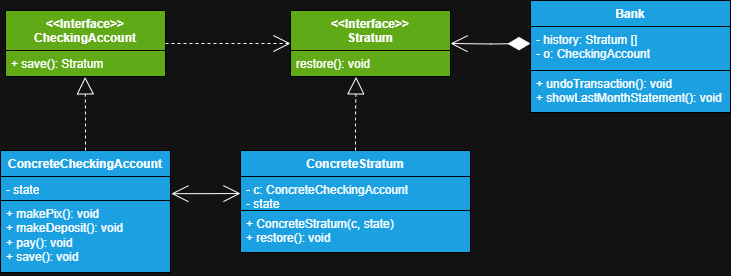 <<Interface>>
CheckingAccount
+ save(): Stratum
<<Interface>>
Stratum
restore(): void
Bank
- history: Stratum []
- o: CheckingAccount
+ undoTransaction(): void
+ showLastMonthStatement(): void
ConcreteCheckingAccount
- state
+ makePix(): void
+ makeDeposit(): void
+ pay(): void
+ save(): void
ConcreteStratum
- c: ConcreteCheckingAccount
- state
+ ConcreteStratum(c, state)
+ restore(): void